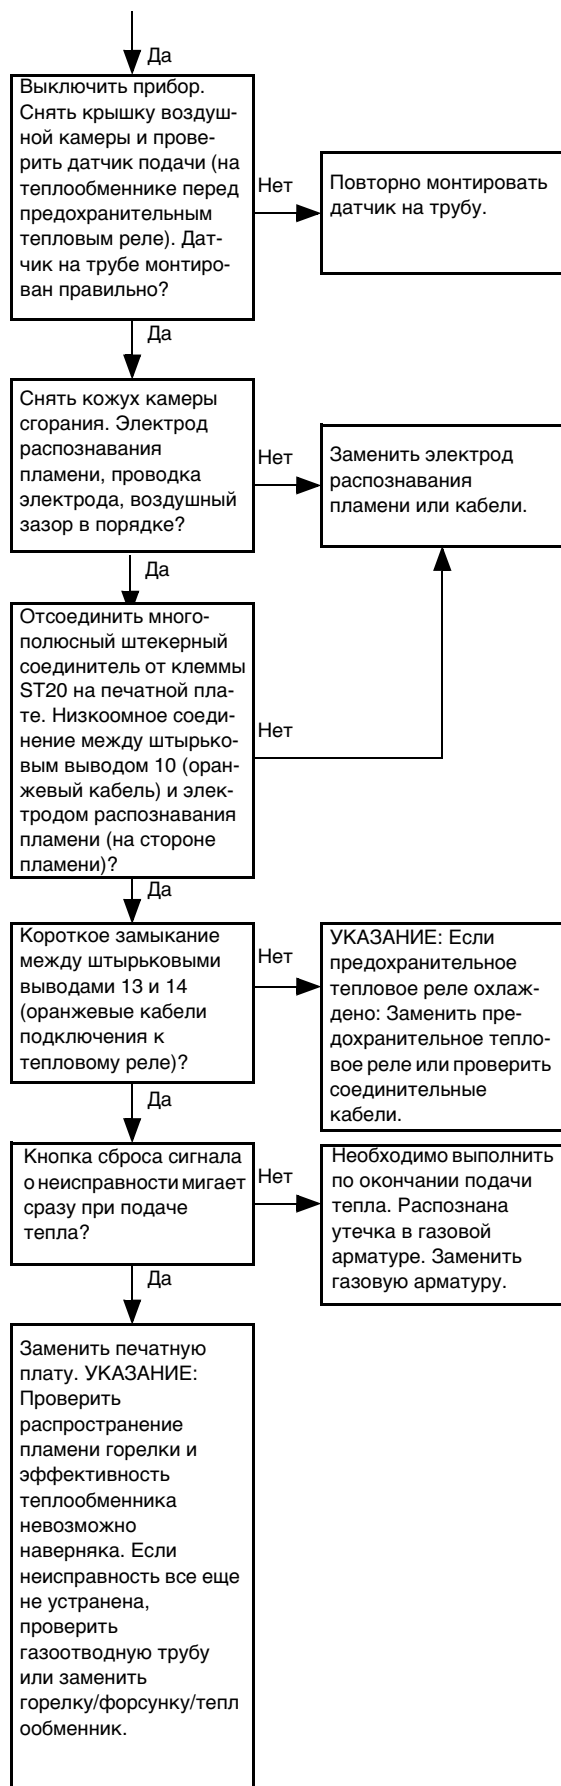 Да
Выключить прибор.
Снять крышку воздуш-
ной камеры и прове-
рить датчик подачи (на
теплообменнике перед
предохранительным
тепловым реле). Дат-
чик на трубе монтиро-
ван правильно?
Нет
Повторно монтировать
датчик на трубу.
Да
Снять кожух камеры
сгорания. Электрод
распознавания
пламени, проводка
электрода, воздушный
зазор в порядке?
Нет
Заменить электрод
распознавания
пламени или кабели.
Да
Отсоединить много-
полюсный штекерный
соединитель от клеммы
ST20 на печатной пла-
те. Низкоомное соеди-
нение между штырько-
вым выводом 10 (оран-
жевый кабель) и элек-
тродом распознавания
пламени (на стороне
пламени)?
Нет
Да
Короткое замыкание
между штырьковыми
выводами 13 и 14
(оранжевые кабели
подключения к
тепловому реле)?
Нет
УКАЗАНИЕ: Если
предохранительное
тепловое реле охлаж-
дено: Заменить пре-
дохранительное тепло-
вое реле или проверить
соединительные
кабели.
Да
Кнопка сброса сигнала
о неисправности мигает
сразу при подаче
тепла?
Нет
Необходимо выполнить
по окончании подачи
тепла. Распознана
утечка в газовой
арматуре. Заменить
газовую арматуру.
Да
Заменить печатную
плату. УКАЗАНИЕ:
Проверить
распространение
пламени горелки и
эффективность
теплообменника
невозможно
наверняка. Если
неисправность все еще
не устранена,
проверить
газоотводную трубу
или заменить
горелку/форсунку/тепл
ообменник.